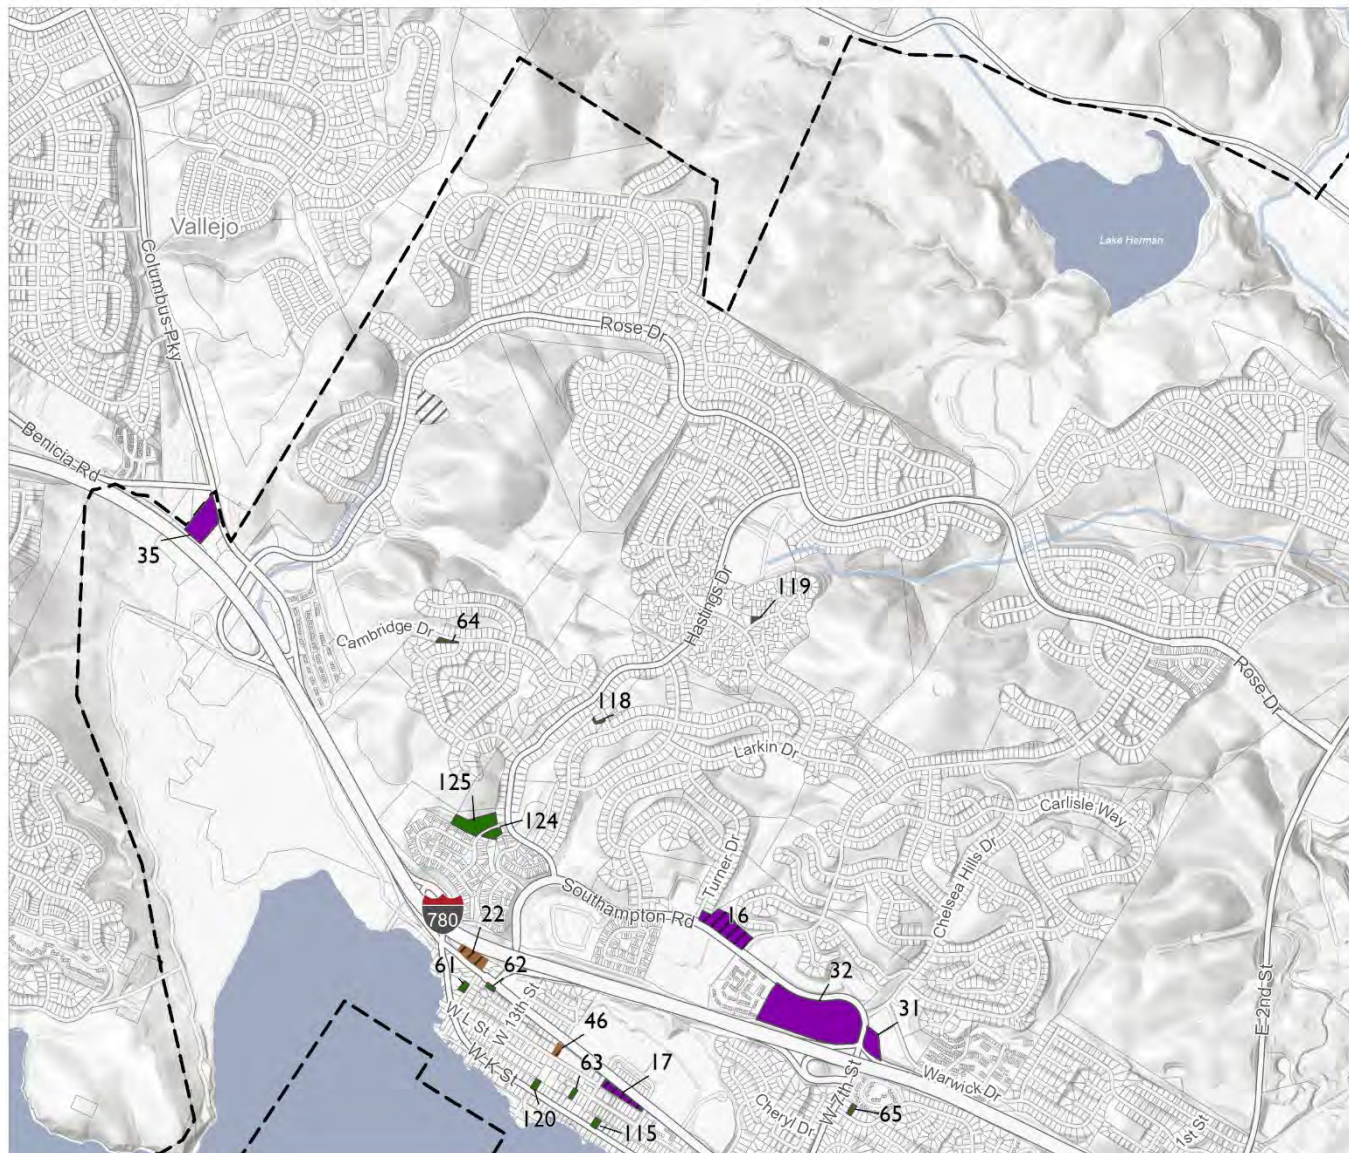 Vallejo
Columbus Pky
Lake Herman
Rose Dr
Benicia Rd
35
64
Cambridge Dr
Hastings Dr
119
118
Rose Dr
Larkin Dr
125
124
Carlisle Way
Turner Dr
Chelsea Hills Dr
Southampton Rd
16
780
22
61
62
32
31
W L St
W 13th St
46
W K St
63
17
E 2nd St
Warwick Dr
120
115
Cheryl Dr
W 7th St
65
1st St